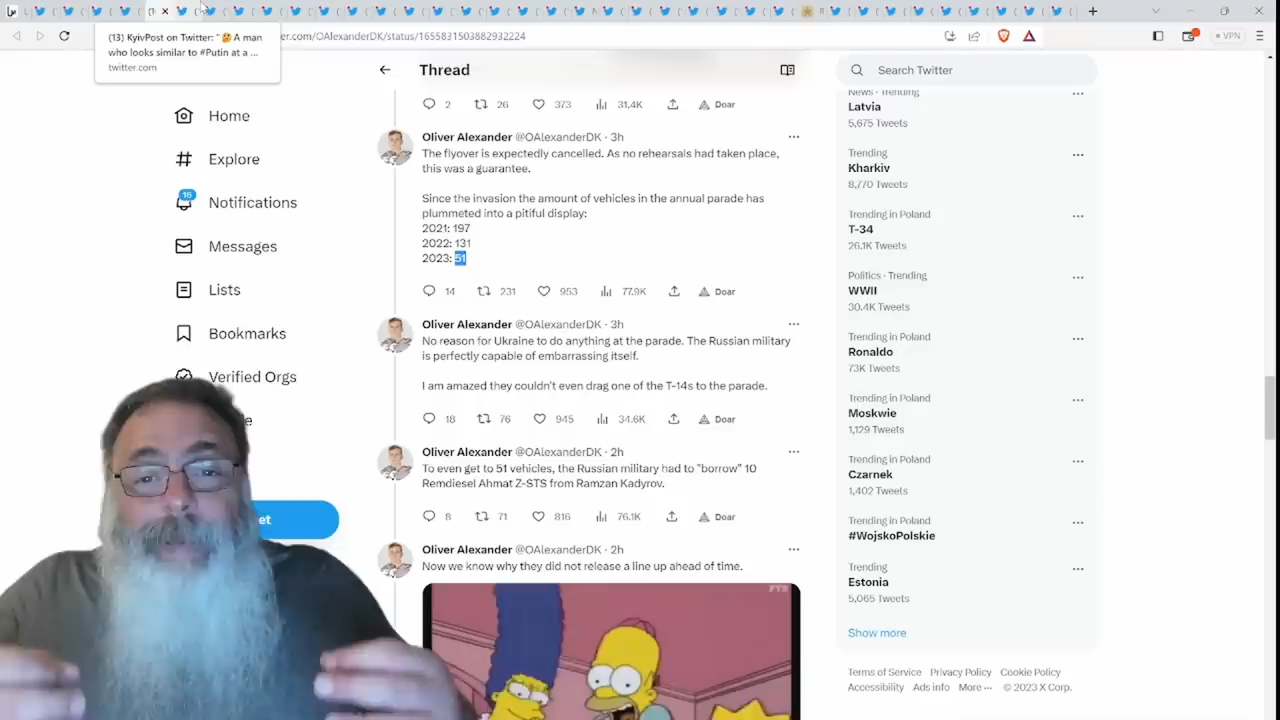 (13) KyivPost on Twitter: "🤔A man
who looks similar to #Putin at a ...
twitter.com
er.com/OAlexanderDK/status/1655831503882932224
VPN
Home
Explore
16
Notifications
Messages
Lists
Bookmarks
Verified Orgs
e
et
Thread
2 26 373 31.4K Doar
Oliver Alexander @OAlexanderDK · 3h
The flyover is expectedly cancelled. As no rehearsals had taken place,
this was a guarantee.
Since the invasion the amount of vehicles in the annual parade has
plummeted into a pitiful display:
2021: 197
2022: 131
2023: 51
14 231 953 77.9K Doar
Oliver Alexander @OAlexanderDK · 3h
No reason for Ukraine to do anything at the parade. The Russian military
is perfectly capable of embarrassing itself.
I am amazed they couldn't even drag one of the T-14s to the parade.
18 76 945 34.6K Doar
Oliver Alexander @OAlexanderDK · 2h
To even get to 51 vehicles, the Russian military had to "borrow" 10
Remdiesel Ahmat Z-STS from Ramzan Kadyrov.
8 71 816 76.1K Doar
Oliver Alexander @OAlexanderDK · 2h
Now we know why they did not release a line up ahead of time.
Search Twitter
News · Trending
Latvia
5,675 Tweets
Trending
Kharkiv
8,770 Tweets
Trending in Poland
T-34
26.1K Tweets
Politics · Trending
WWII
30.4K Tweets
Trending in Poland
Ronaldo
73K Tweets
Trending in Poland
Moskwie
1,129 Tweets
Trending in Poland
Czarnek
1,402 Tweets
Trending in Poland
#WojskoPolskie
Trending
Estonia
5,065 Tweets
Show more
Terms of Service Privacy Policy Cookie Policy
Accessibility Ads info More ··· © 2023 X Corp.